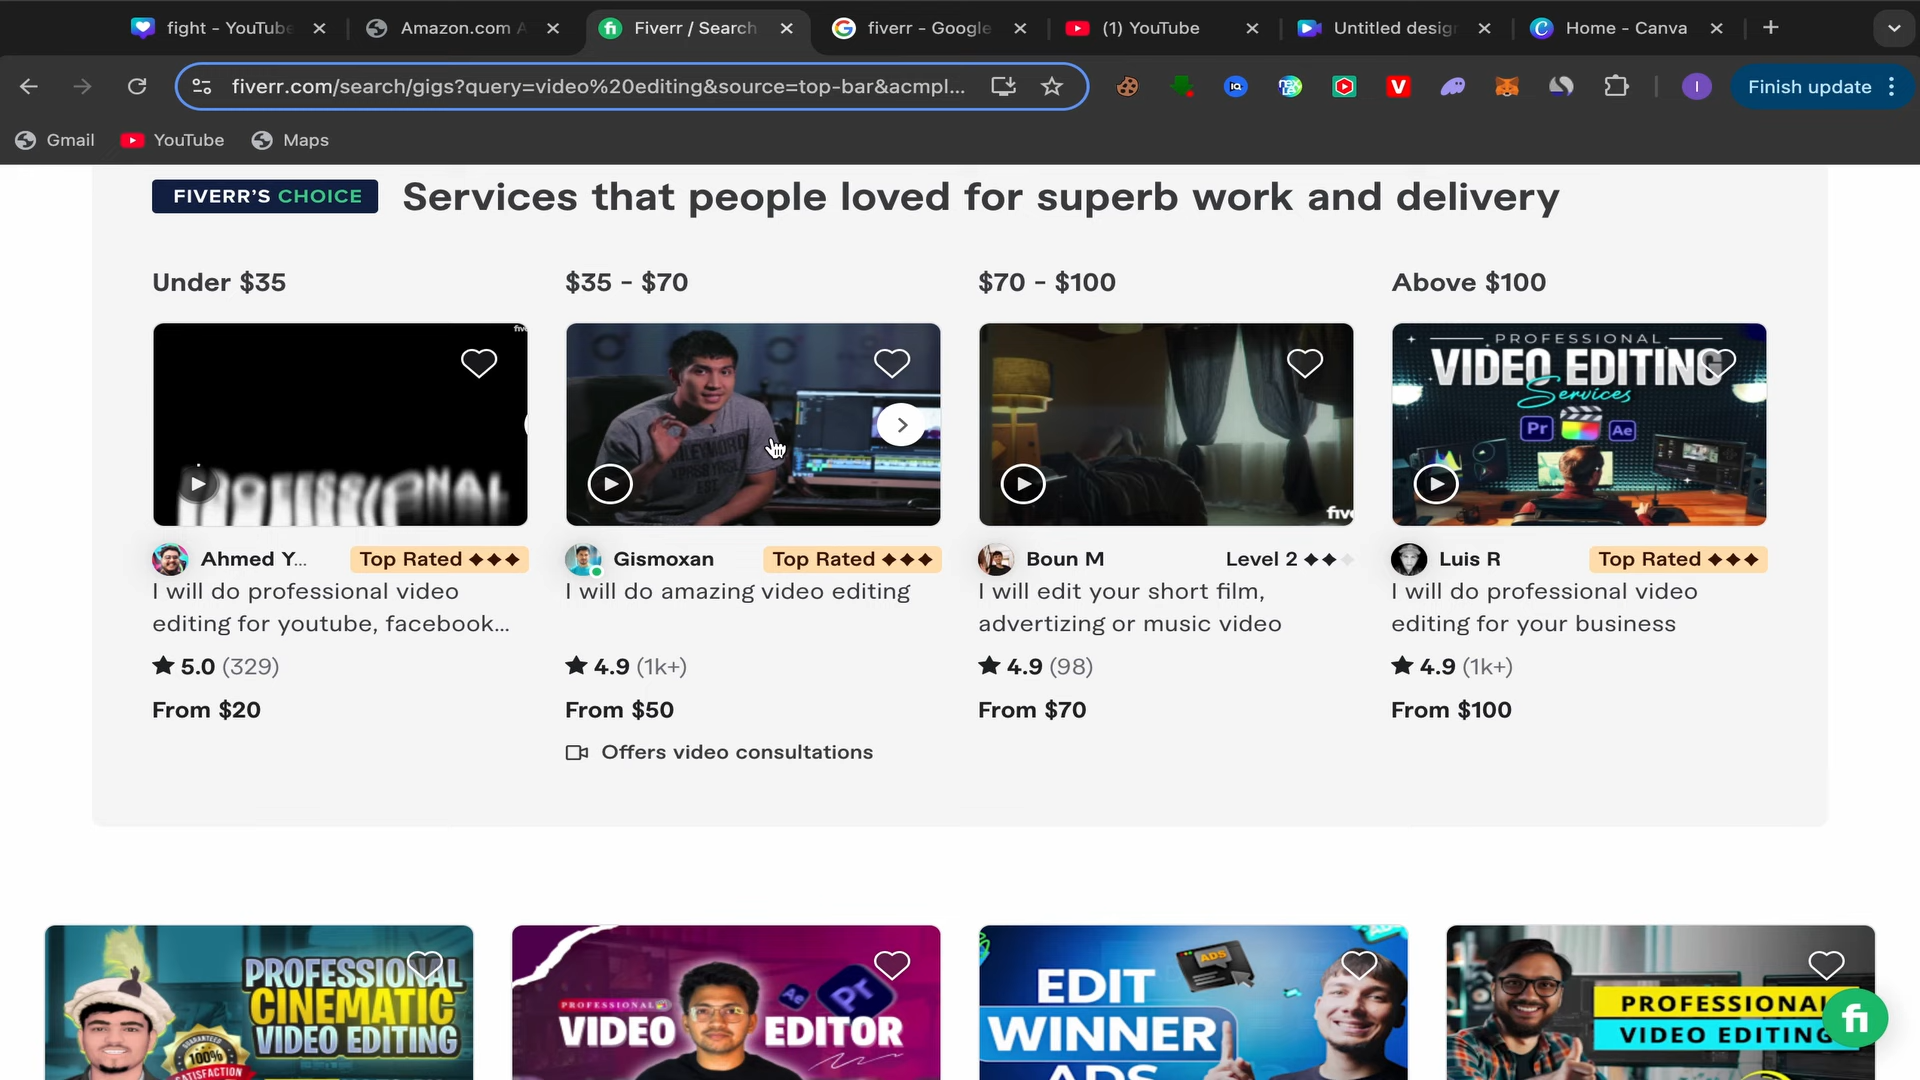 fight - YouTube
Amazon.com A
Fiverr / Search
fiverr - Google
(1) YouTube
Untitled design
Home - Canva
fiverr.com/search/gigs?query=video%20editing&source=top-bar&acmpl...
Finish update
Gmail
YouTube
Maps
FIVERR'S CHOICE
Services that people loved for superb work and delivery
Under $35
$35 - $70
$70 - $100
Above $100
PROFESSIONAL
fiv
PROFESSIONAL
VIDEO EDITING
Services
Pr
Ae
Ahmed Y...
Top Rated
Gismoxan
Top Rated
Boun M
Level 2
Luis R
Top Rated
I will do professional video
editing for youtube, facebook...
I will do amazing video editing
I will edit your short film,
advertizing or music video
I will do professional video
editing for your business
5.0 (329)
4.9 (1k+)
4.9 (98)
4.9 (1k+)
From $20
From $50
From $70
From $100
Offers video consultations
PROFESSIONAL
CINEMATIC
VIDEO EDITING
100%
SATISFACTION
PROFESSIONAL
VIDEO EDITOR
Ae
Pr
EDIT
WINNER
ADS
ADS
PROFESSIONAL
VIDEO EDITING
fi